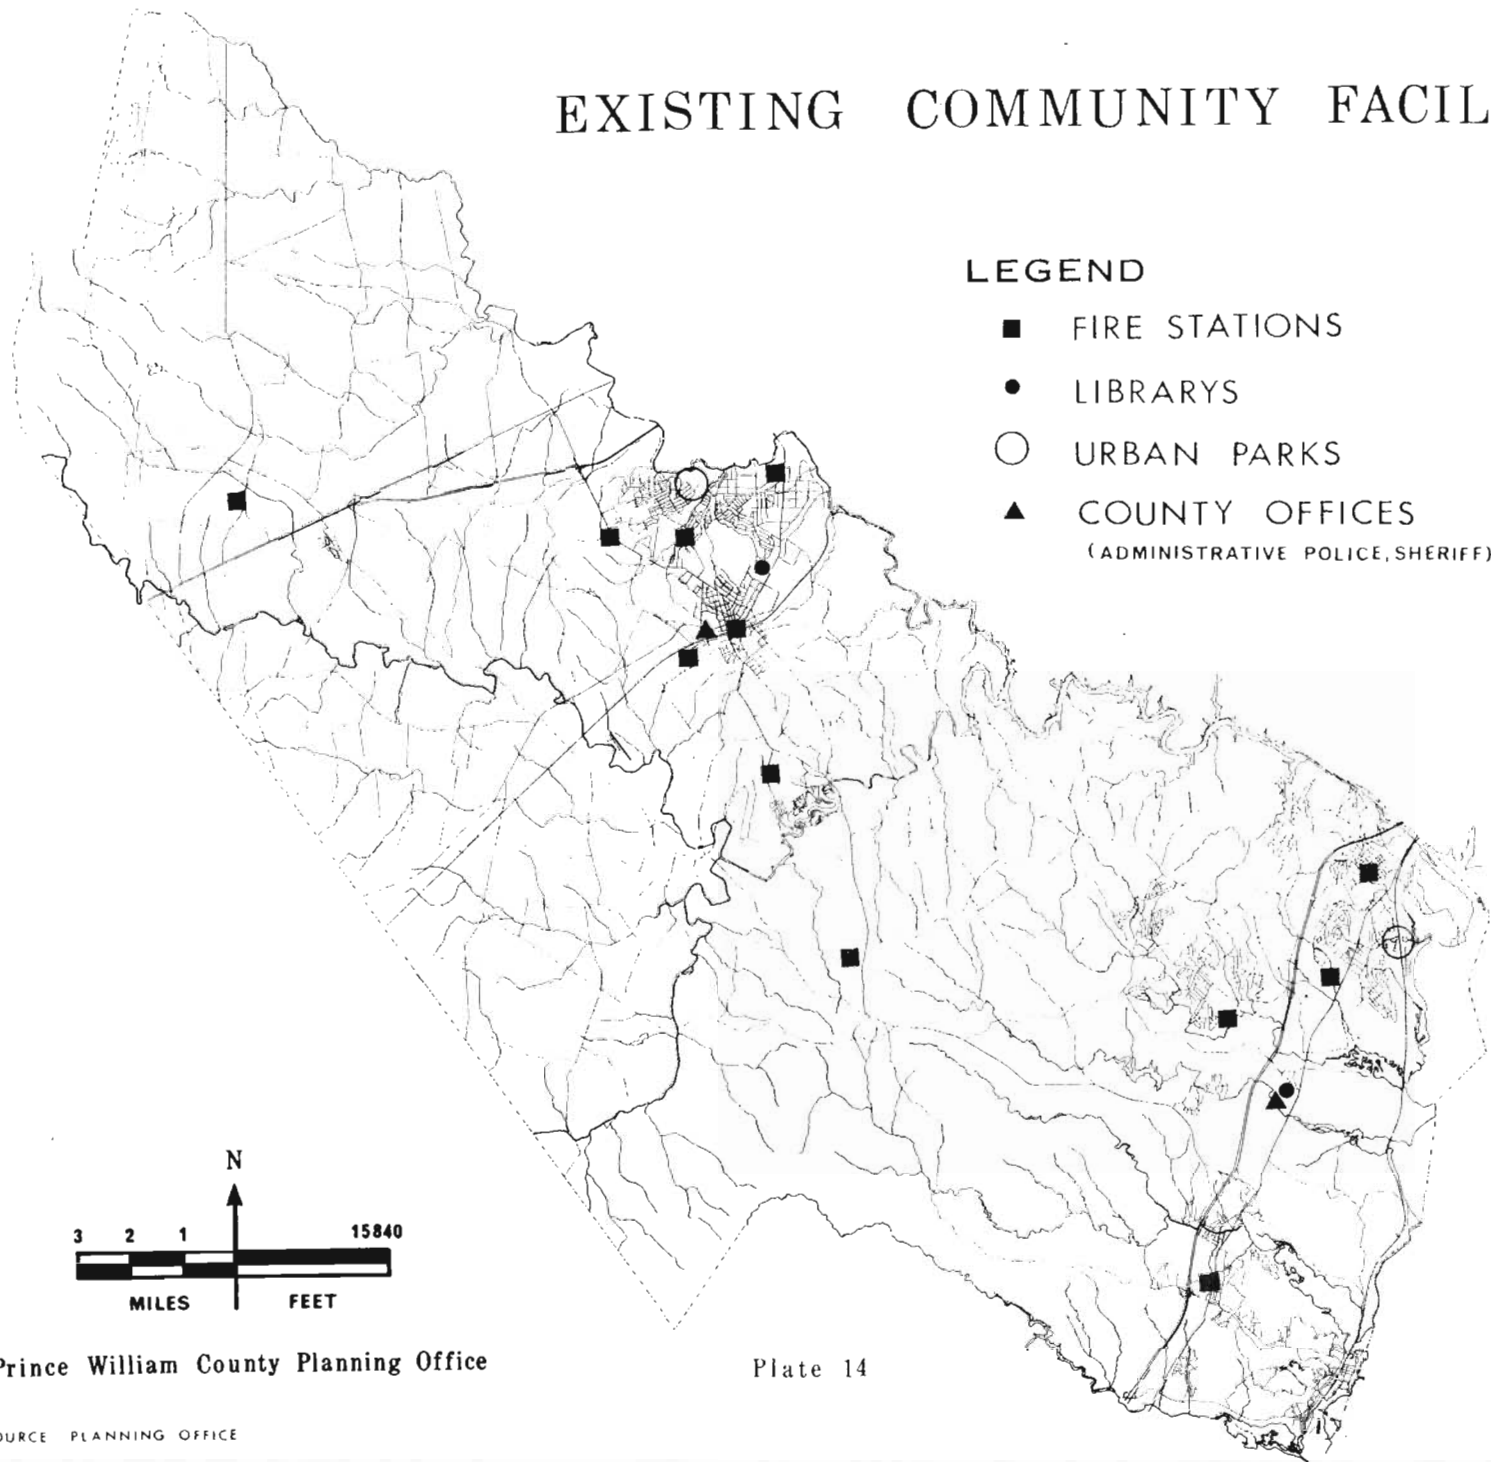 EXISTING COMMUNITY FACIL
LEGEND
FIRE STATIONS
LIBRARYS
URBAN PARKS
COUNTY OFFICES
(ADMINISTRATIVE POLICE, SHERIFF)
N
3 2 1 15840
MILES FEET
Prince William County Planning Office
Plate 14
OURCE PLANNING OFFICE